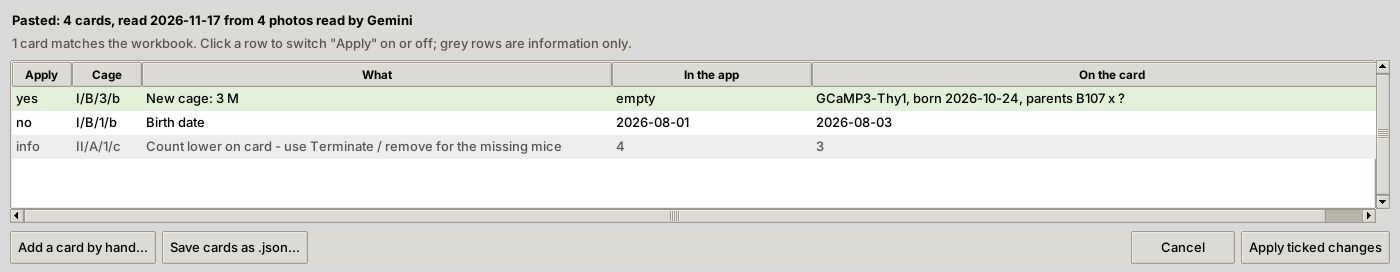 Pasted: 4 cards, read 2026-11-17 from 4 photos read by Gemini
1 card matches the workbook. Click a row to switch "Apply" on or off; grey rows are information only.
Apply Cage What In the app On the card
yes I/B/3/b New cage: 3 M empty GCaMP3-Thy1, born 2026-10-24, parents B107 x ?
no I/B/1/b Birth date 2026-08-01 2026-08-03
info II/A/1/c Count lower on card - use Terminate / remove for the missing mice 4 3
Add a card by hand... Save cards as .json... Cancel Apply ticked changes